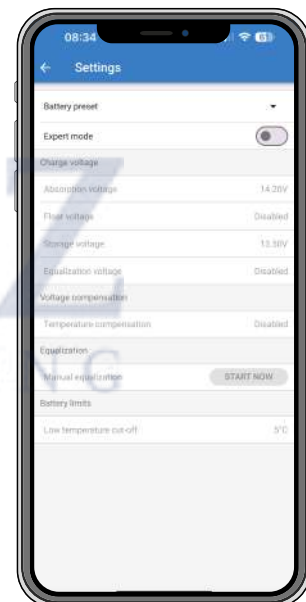 08:34
Settings
Battery preset
Expert mode
Charge voltage
Absorption voltage 14.20V
Float voltage Disabled
Storage voltage 13.50V
Equalization voltage Disabled
Voltage compensation
Temperature compensation Disabled
Equalization
Manual equalization START NOW
Battery limits
Low temperature cut-off 5°C
Z
N G